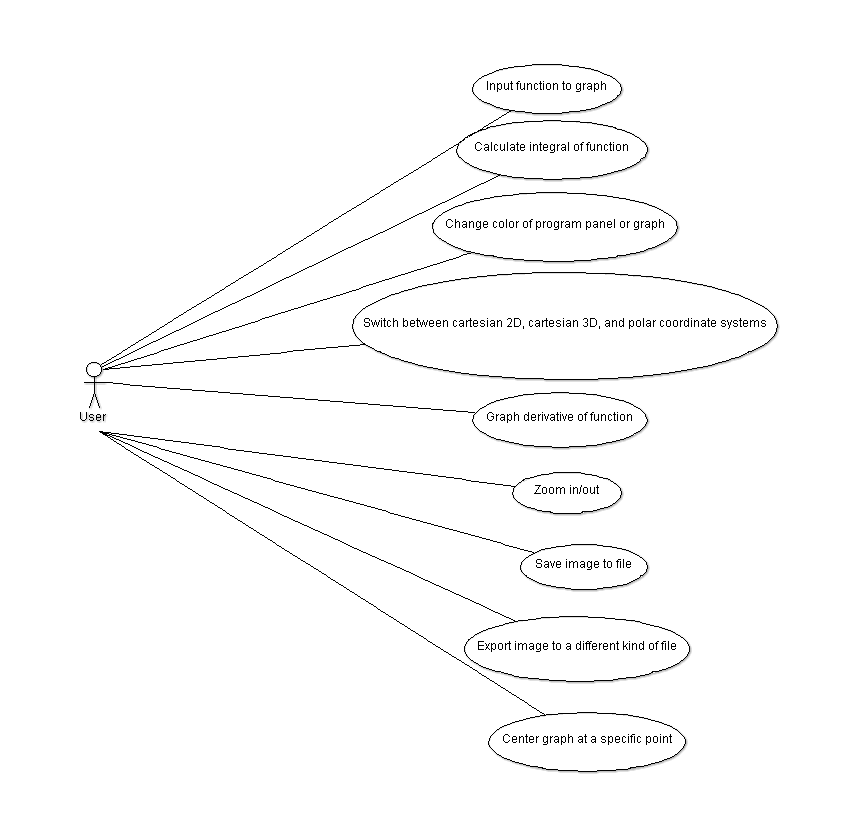 Input function to graph
Calculate integral of function
Change color of program panel or graph
Switch between cartesian 2D, cartesian 3D, and polar coordinate systems
User
Graph derivative of function
Zoom in/out
Save image to file
Export image to a different kind of file
Center graph at a specific point